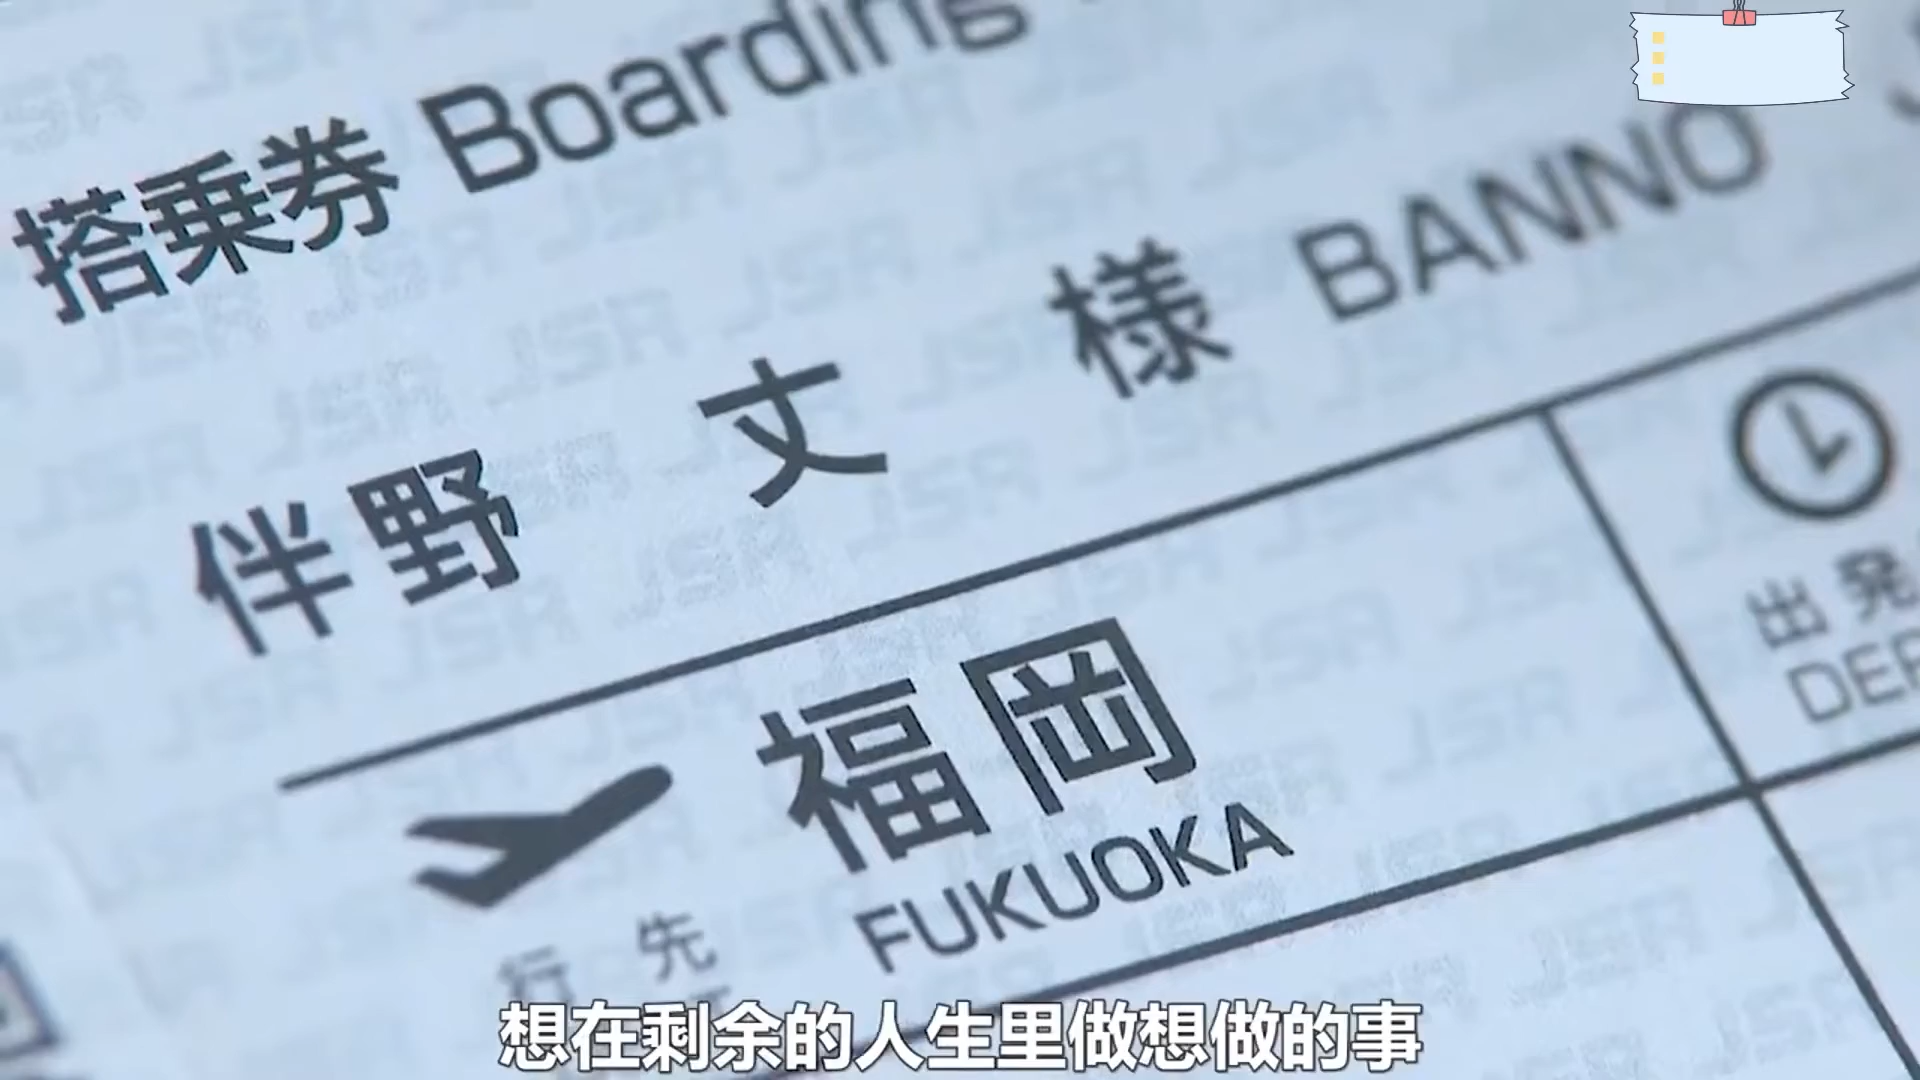 搭乗券 Boarding
伴野 文 様 BANNO
福岡
FUKUOKA
行先
出発
DEP
想在剩余的人生里做想做的事